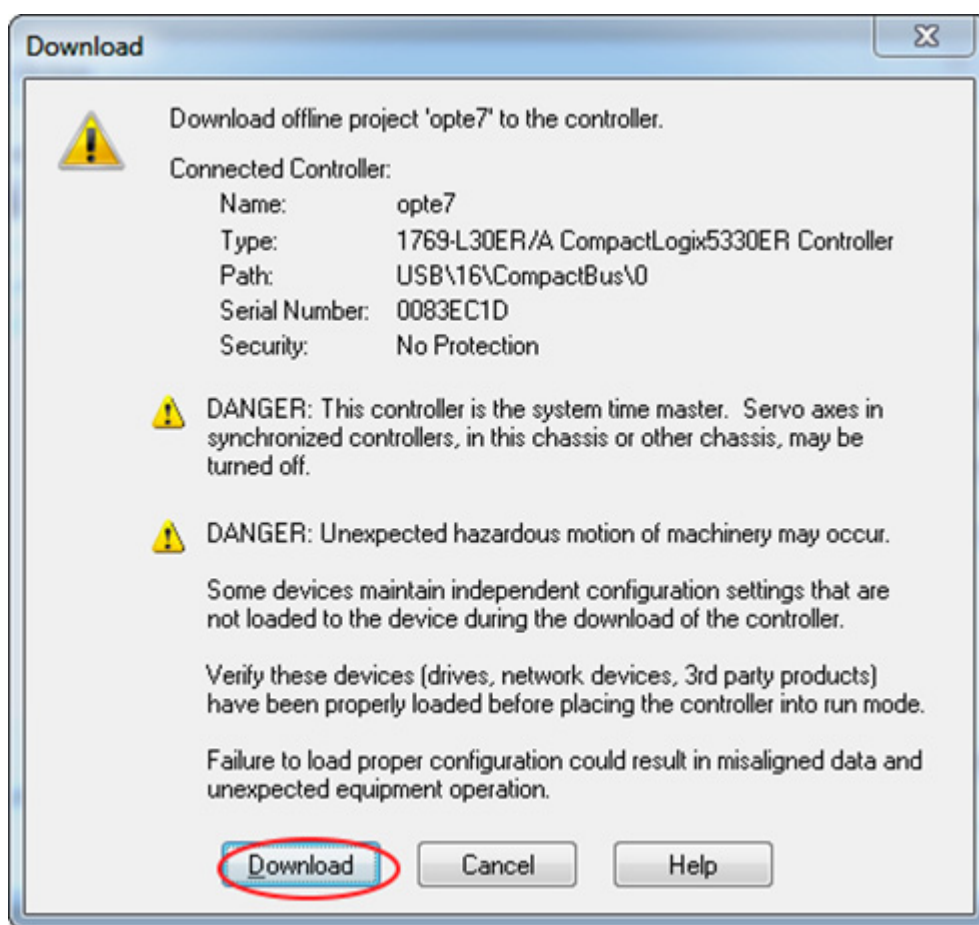 Download
Download offline project 'opte7' to the controller.
Connected Controller:
Name: opte7
Type: 1769-L30ER/A CompactLogix5330ER Controller
Path: USB\16\CompactBus\0
Serial Number: 0083EC1D
Security: No Protection
DANGER: This controller is the system time master. Servo axes in
synchronized controllers, in this chassis or other chassis, may be
turned off.
DANGER: Unexpected hazardous motion of machinery may occur.
Some devices maintain independent configuration settings that are
not loaded to the device during the download of the controller.
Verify these devices (drives, network devices, 3rd party products)
have been properly loaded before placing the controller into run mode.
Failure to load proper configuration could result in misaligned data and
unexpected equipment operation.
Download Cancel Help